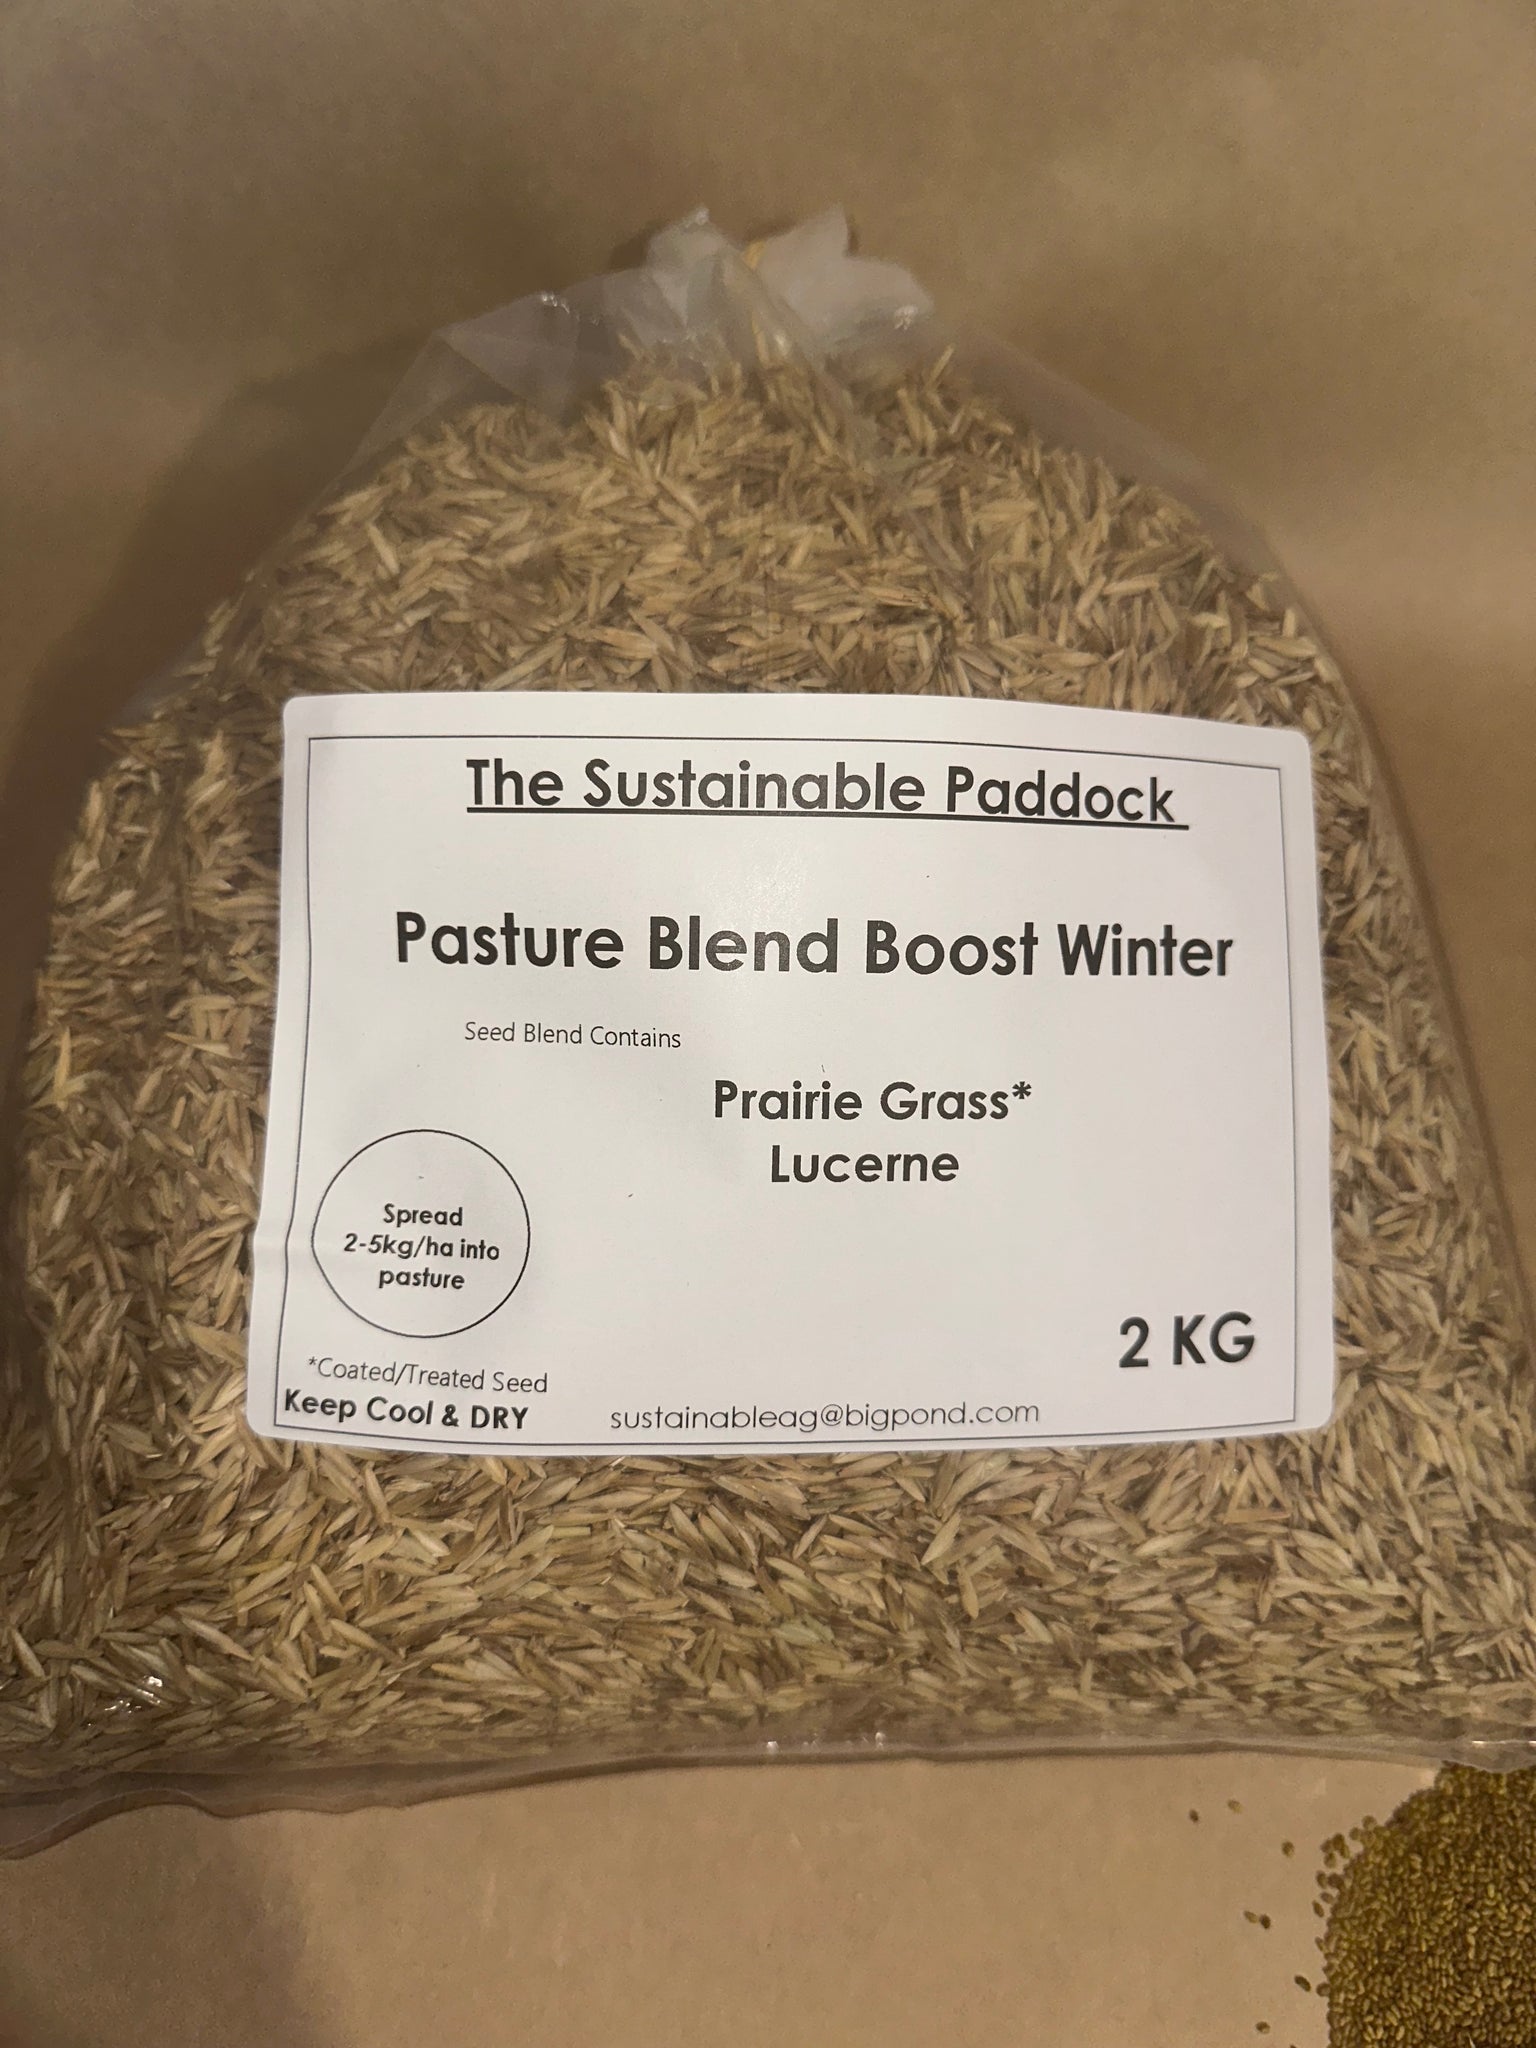 The Sustainable Paddock
Pasture Blend Boost Winter
Seed Blend Contains
Prairie Grass*
Lucerne
Spread
2-5kg/ha into
pasture
2 KG
*Coated/Treated Seed
Keep Cool & DRY
sustainableag@bigpond.com